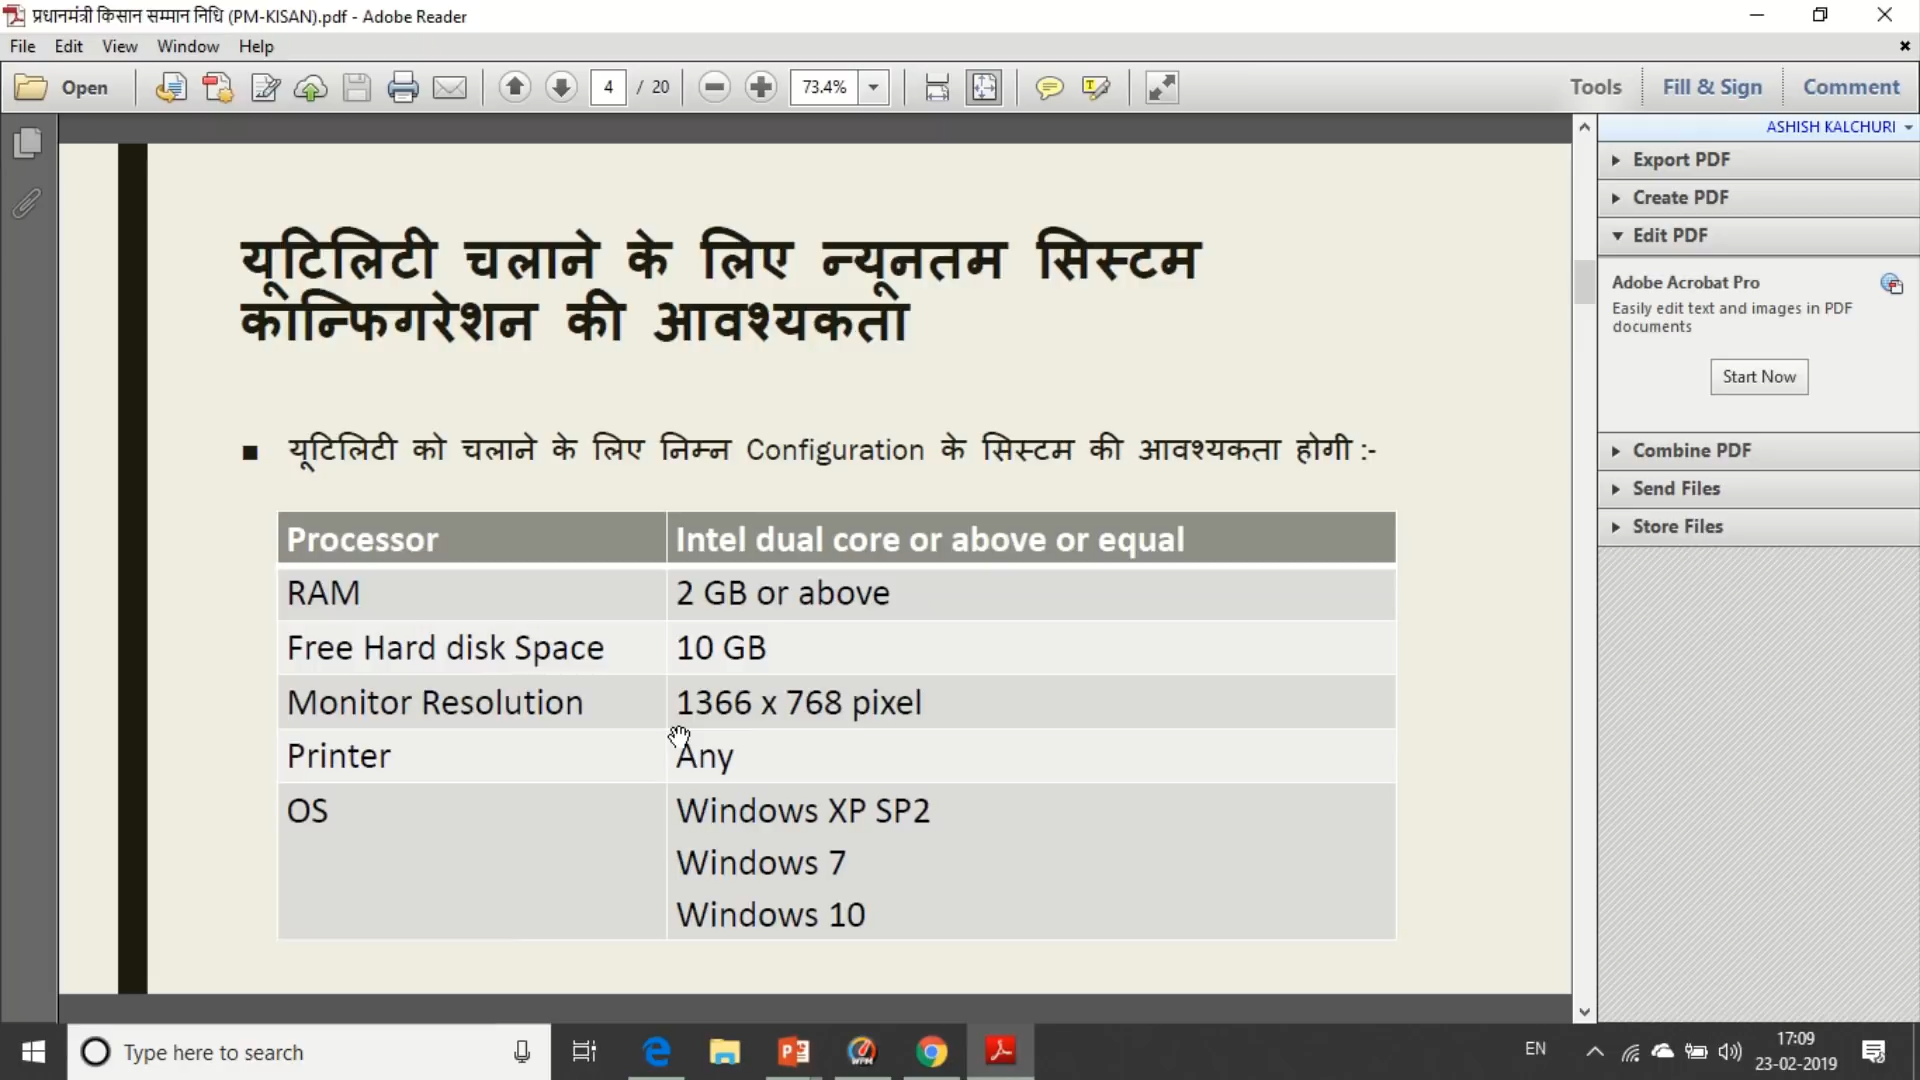 प्रधानमंत्री किसान सम्मान निधि (PM-KISAN).pdf - Adobe Reader
File Edit View Window Help
Open 4 / 20 73.4% Tools Fill & Sign Comment
ASHISH KALCHURI
Export PDF
Create PDF
Edit PDF
Adobe Acrobat Pro
Easily edit text and images in PDF
documents
Start Now
Combine PDF
Send Files
Store Files
यूटिलिटी चलाने के लिए न्यूनतम सिस्टम
कान्फिगरेशन की आवश्यकता
■ यूटिलिटी को चलाने के लिए निम्न Configuration के सिस्टम की आवश्यकता होगी :-
Processor Intel dual core or above or equal
RAM 2 GB or above
Free Hard disk Space 10 GB
Monitor Resolution 1366 x 768 pixel
Printer Any
OS Windows XP SP2
Windows 7
Windows 10
Type here to search
EN
17:09
23-02-2019